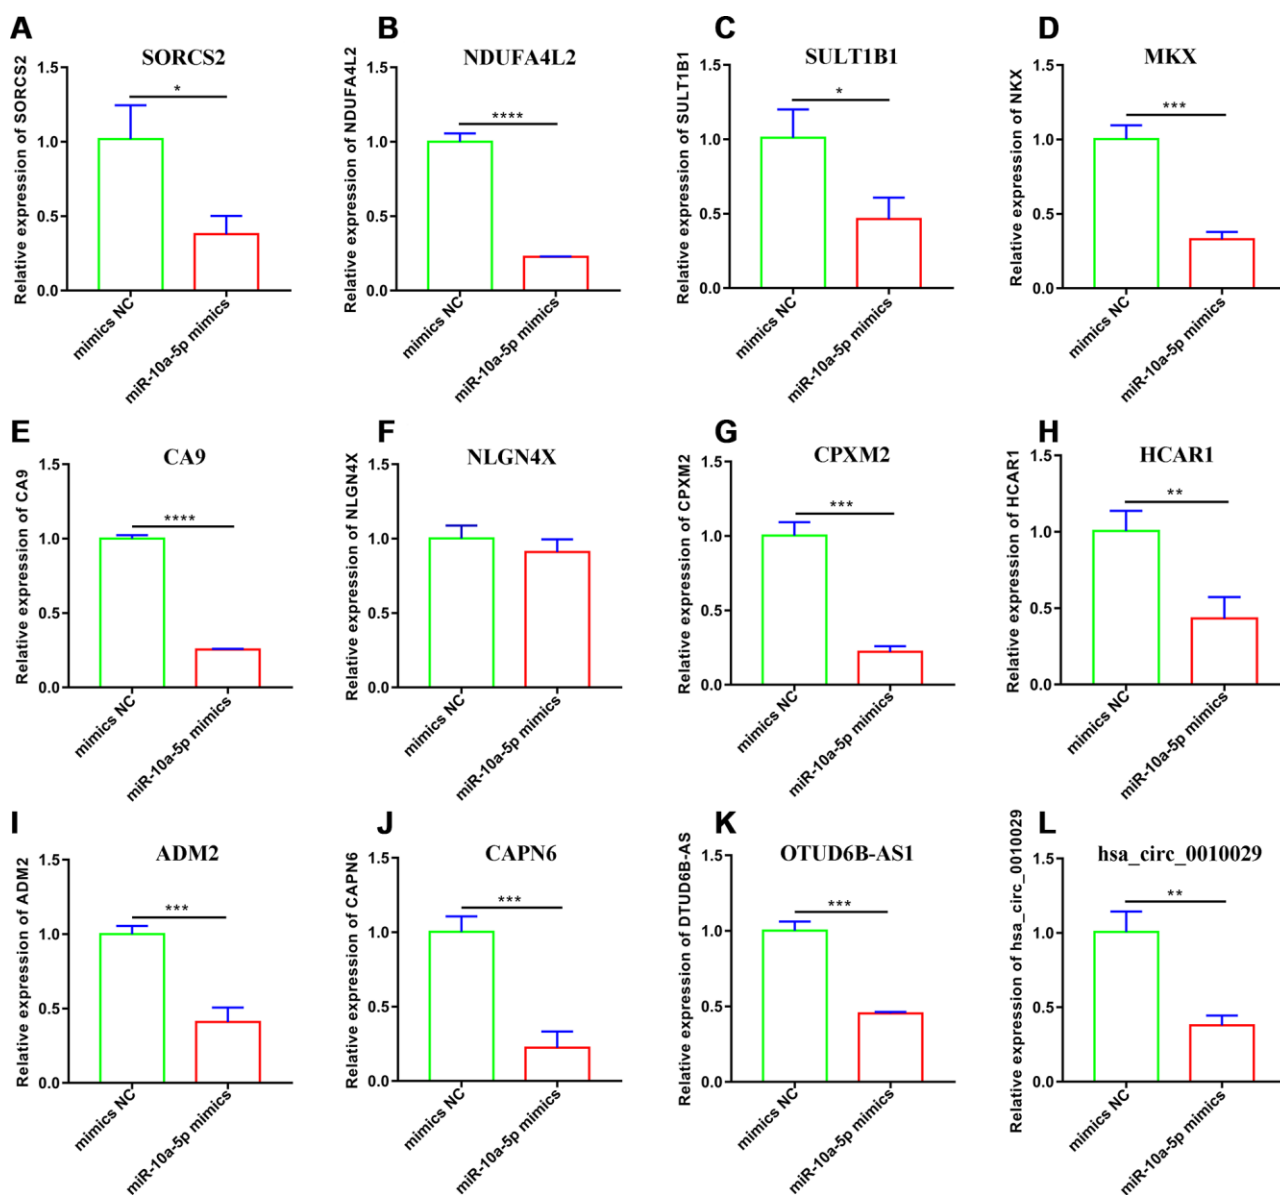 A
SORCS2
Relative expression of SORCS2
1.5
1.0
0.5
0.0
*
mimics NC
miR-10a-5p mimics
B
NDUFA4L2
Relative expression of NDUFA4L2
1.5
1.0
0.5
0.0
****
mimics NC
miR-10a-5p mimics
C
SULT1B1
Relative expression of SULT1B1
1.5
1.0
0.5
0.0
*
mimics NC
miR-10a-5p mimics
D
MKX
Relative expression of NKX
1.5
1.0
0.5
0.0
***
mimics NC
miR-10a-5p mimics
E
CA9
Relative expression of CA9
1.5
1.0
0.5
0.0
****
mimics NC
miR-10a-5p mimics
F
NLGN4X
Relative expression of NLGN4X
1.5
1.0
0.5
0.0
mimics NC
miR-10a-5p mimics
G
CPXM2
Relative expression of CPXM2
1.5
1.0
0.5
0.0
***
mimics NC
miR-10a-5p mimics
H
HCAR1
Relative expression of HCAR1
1.5
1.0
0.5
0.0
**
mimics NC
miR-10a-5p mimics
I
ADM2
Relative expression of ADM2
1.5
1.0
0.5
0.0
***
mimics NC
miR-10a-5p mimics
J
CAPN6
Relative expression of CAPN6
1.5
1.0
0.5
0.0
***
mimics NC
miR-10a-5p mimics
K
OTUD6B-AS1
Relative expression of DTUD6B-AS
1.5
1.0
0.5
0.0
***
mimics NC
miR-10a-5p mimics
L
hsa_circ_0010029
Relative expression of hsa_circ_0010029
1.5
1.0
0.5
0.0
**
mimics NC
miR-10a-5p mimics